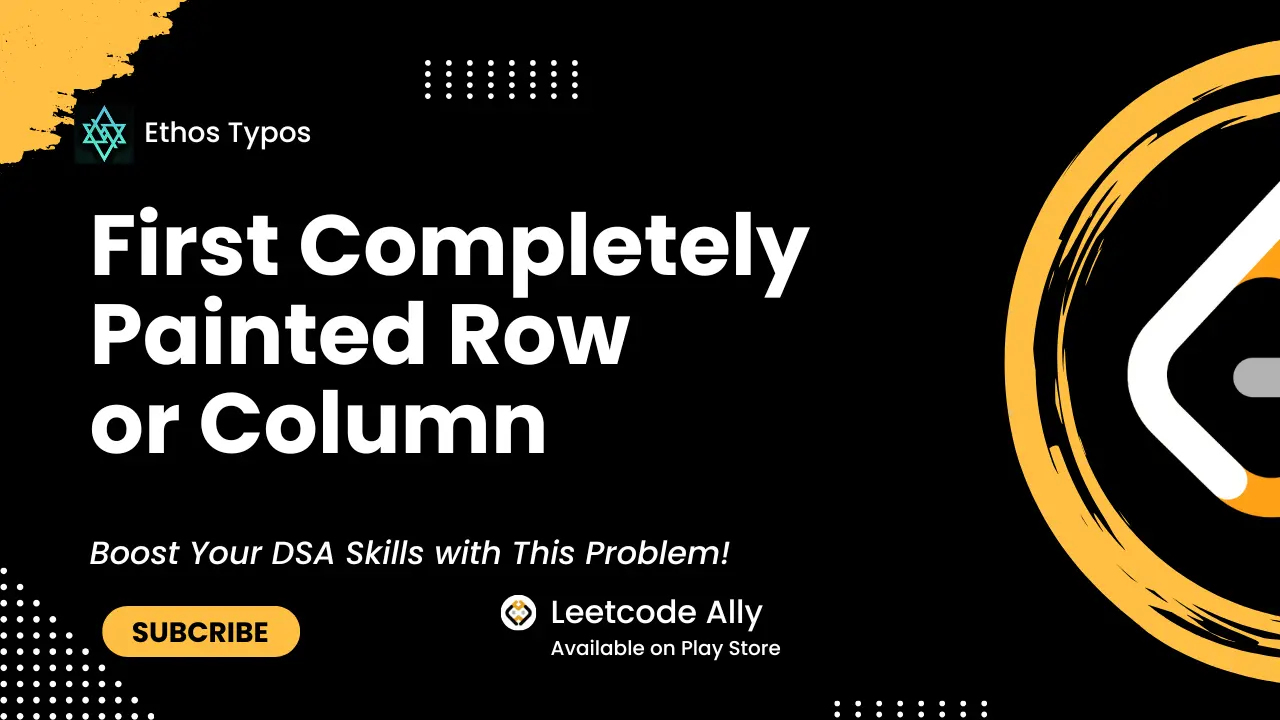 Ethos Typos
First Completely
Painted Row
or Column
Boost Your DSA Skills with This Problem!
SUBCRIBE
Leetcode Ally
Available on Play Store